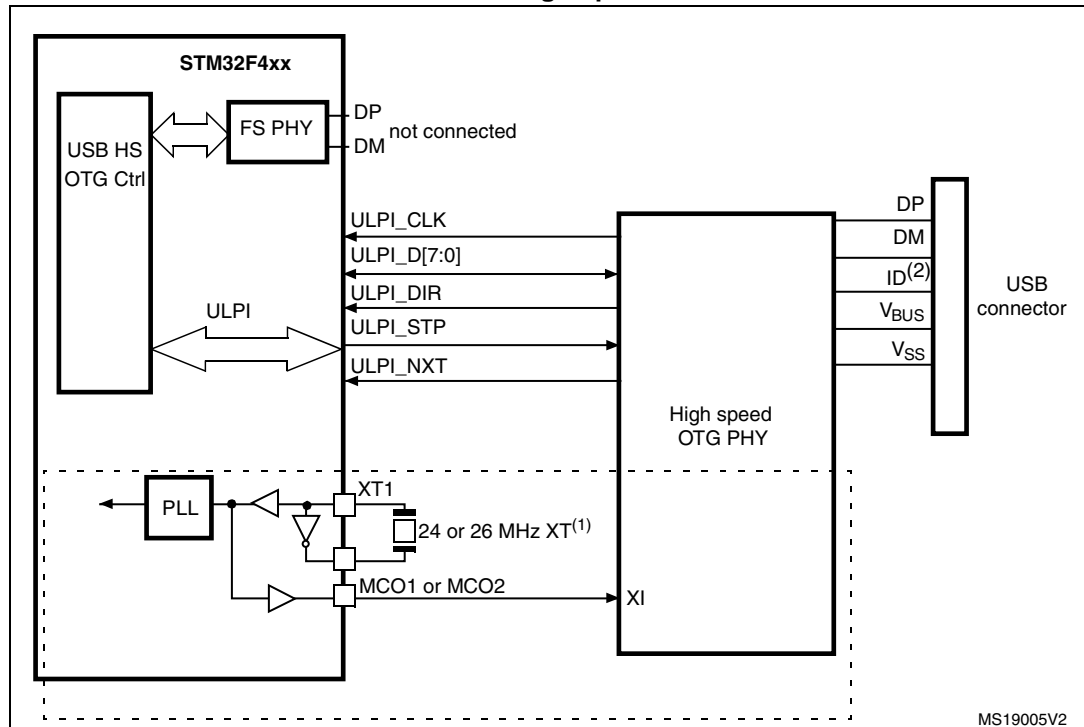 STM32F4xx
USB HS
OTG Ctrl
FS PHY
DP
DM
not connected
ULPI
ULPI_CLK
ULPI_D[7:0]
ULPI_DIR
ULPI_STP
ULPI_NXT
High speed
OTG PHY
DP
DM
ID(2)
VBUS
VSS
USB
connector
PLL
XT1
24 or 26 MHz XT(1)
MCO1 or MCO2
XI
MS19005V2